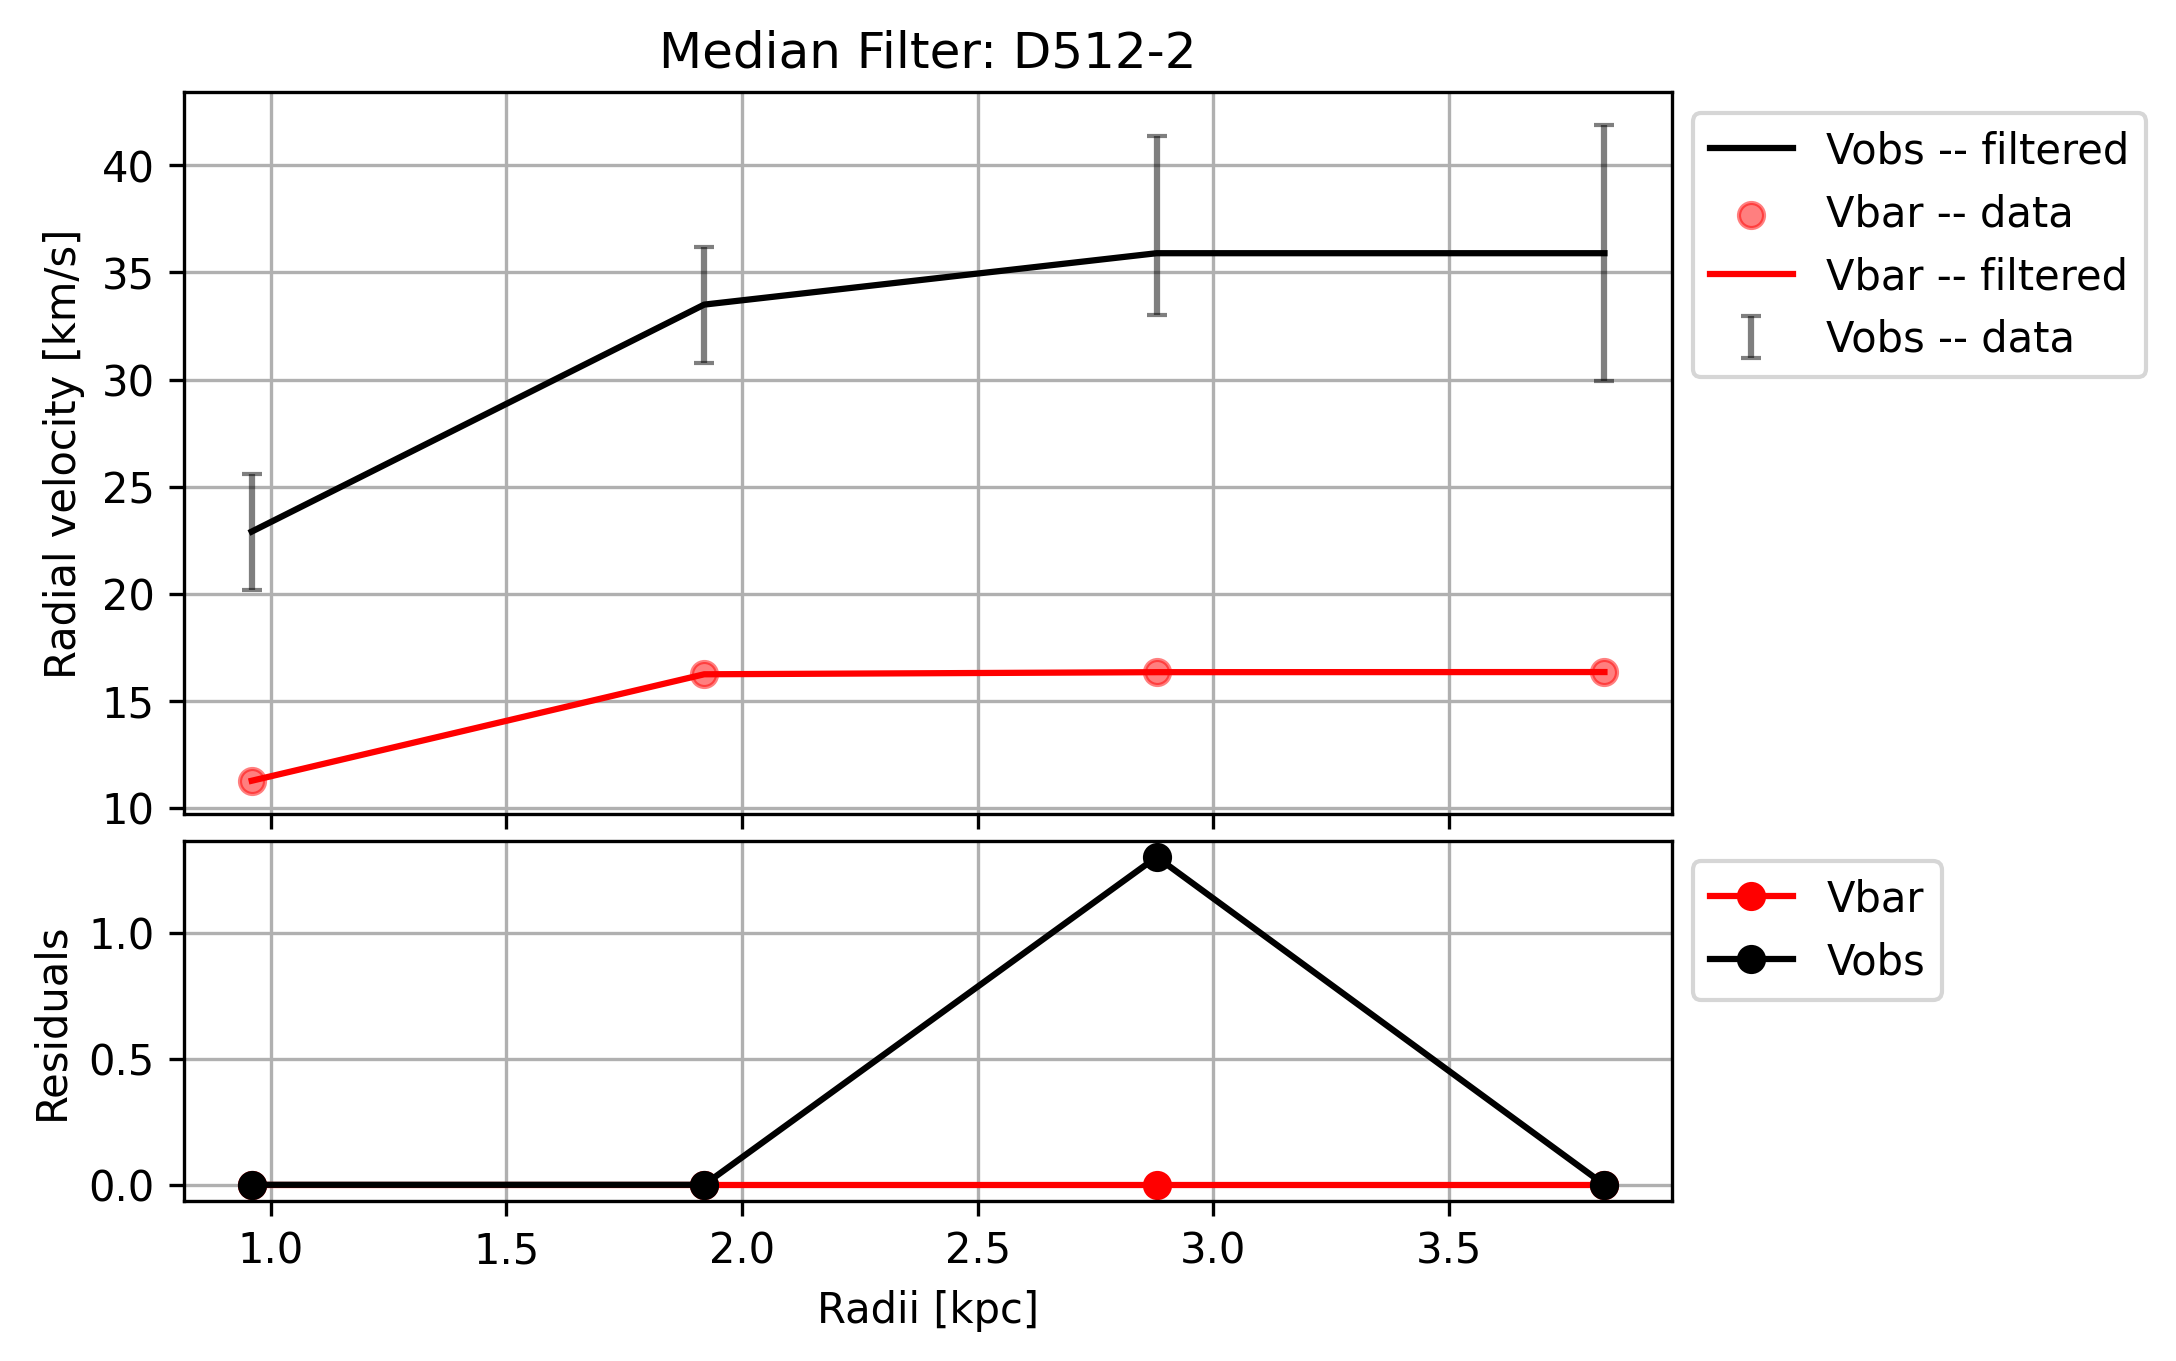 Median Filter: D512-2
Radial velocity [km/s]
40
35
30
25
20
15
10
Vobs -- filtered
Vbar -- data
Vbar -- filtered
Vobs -- data
Residuals
1.0
0.5
0.0
Vbar
Vobs
1.0 1.5 2.0 2.5 3.0 3.5
Radii [kpc]